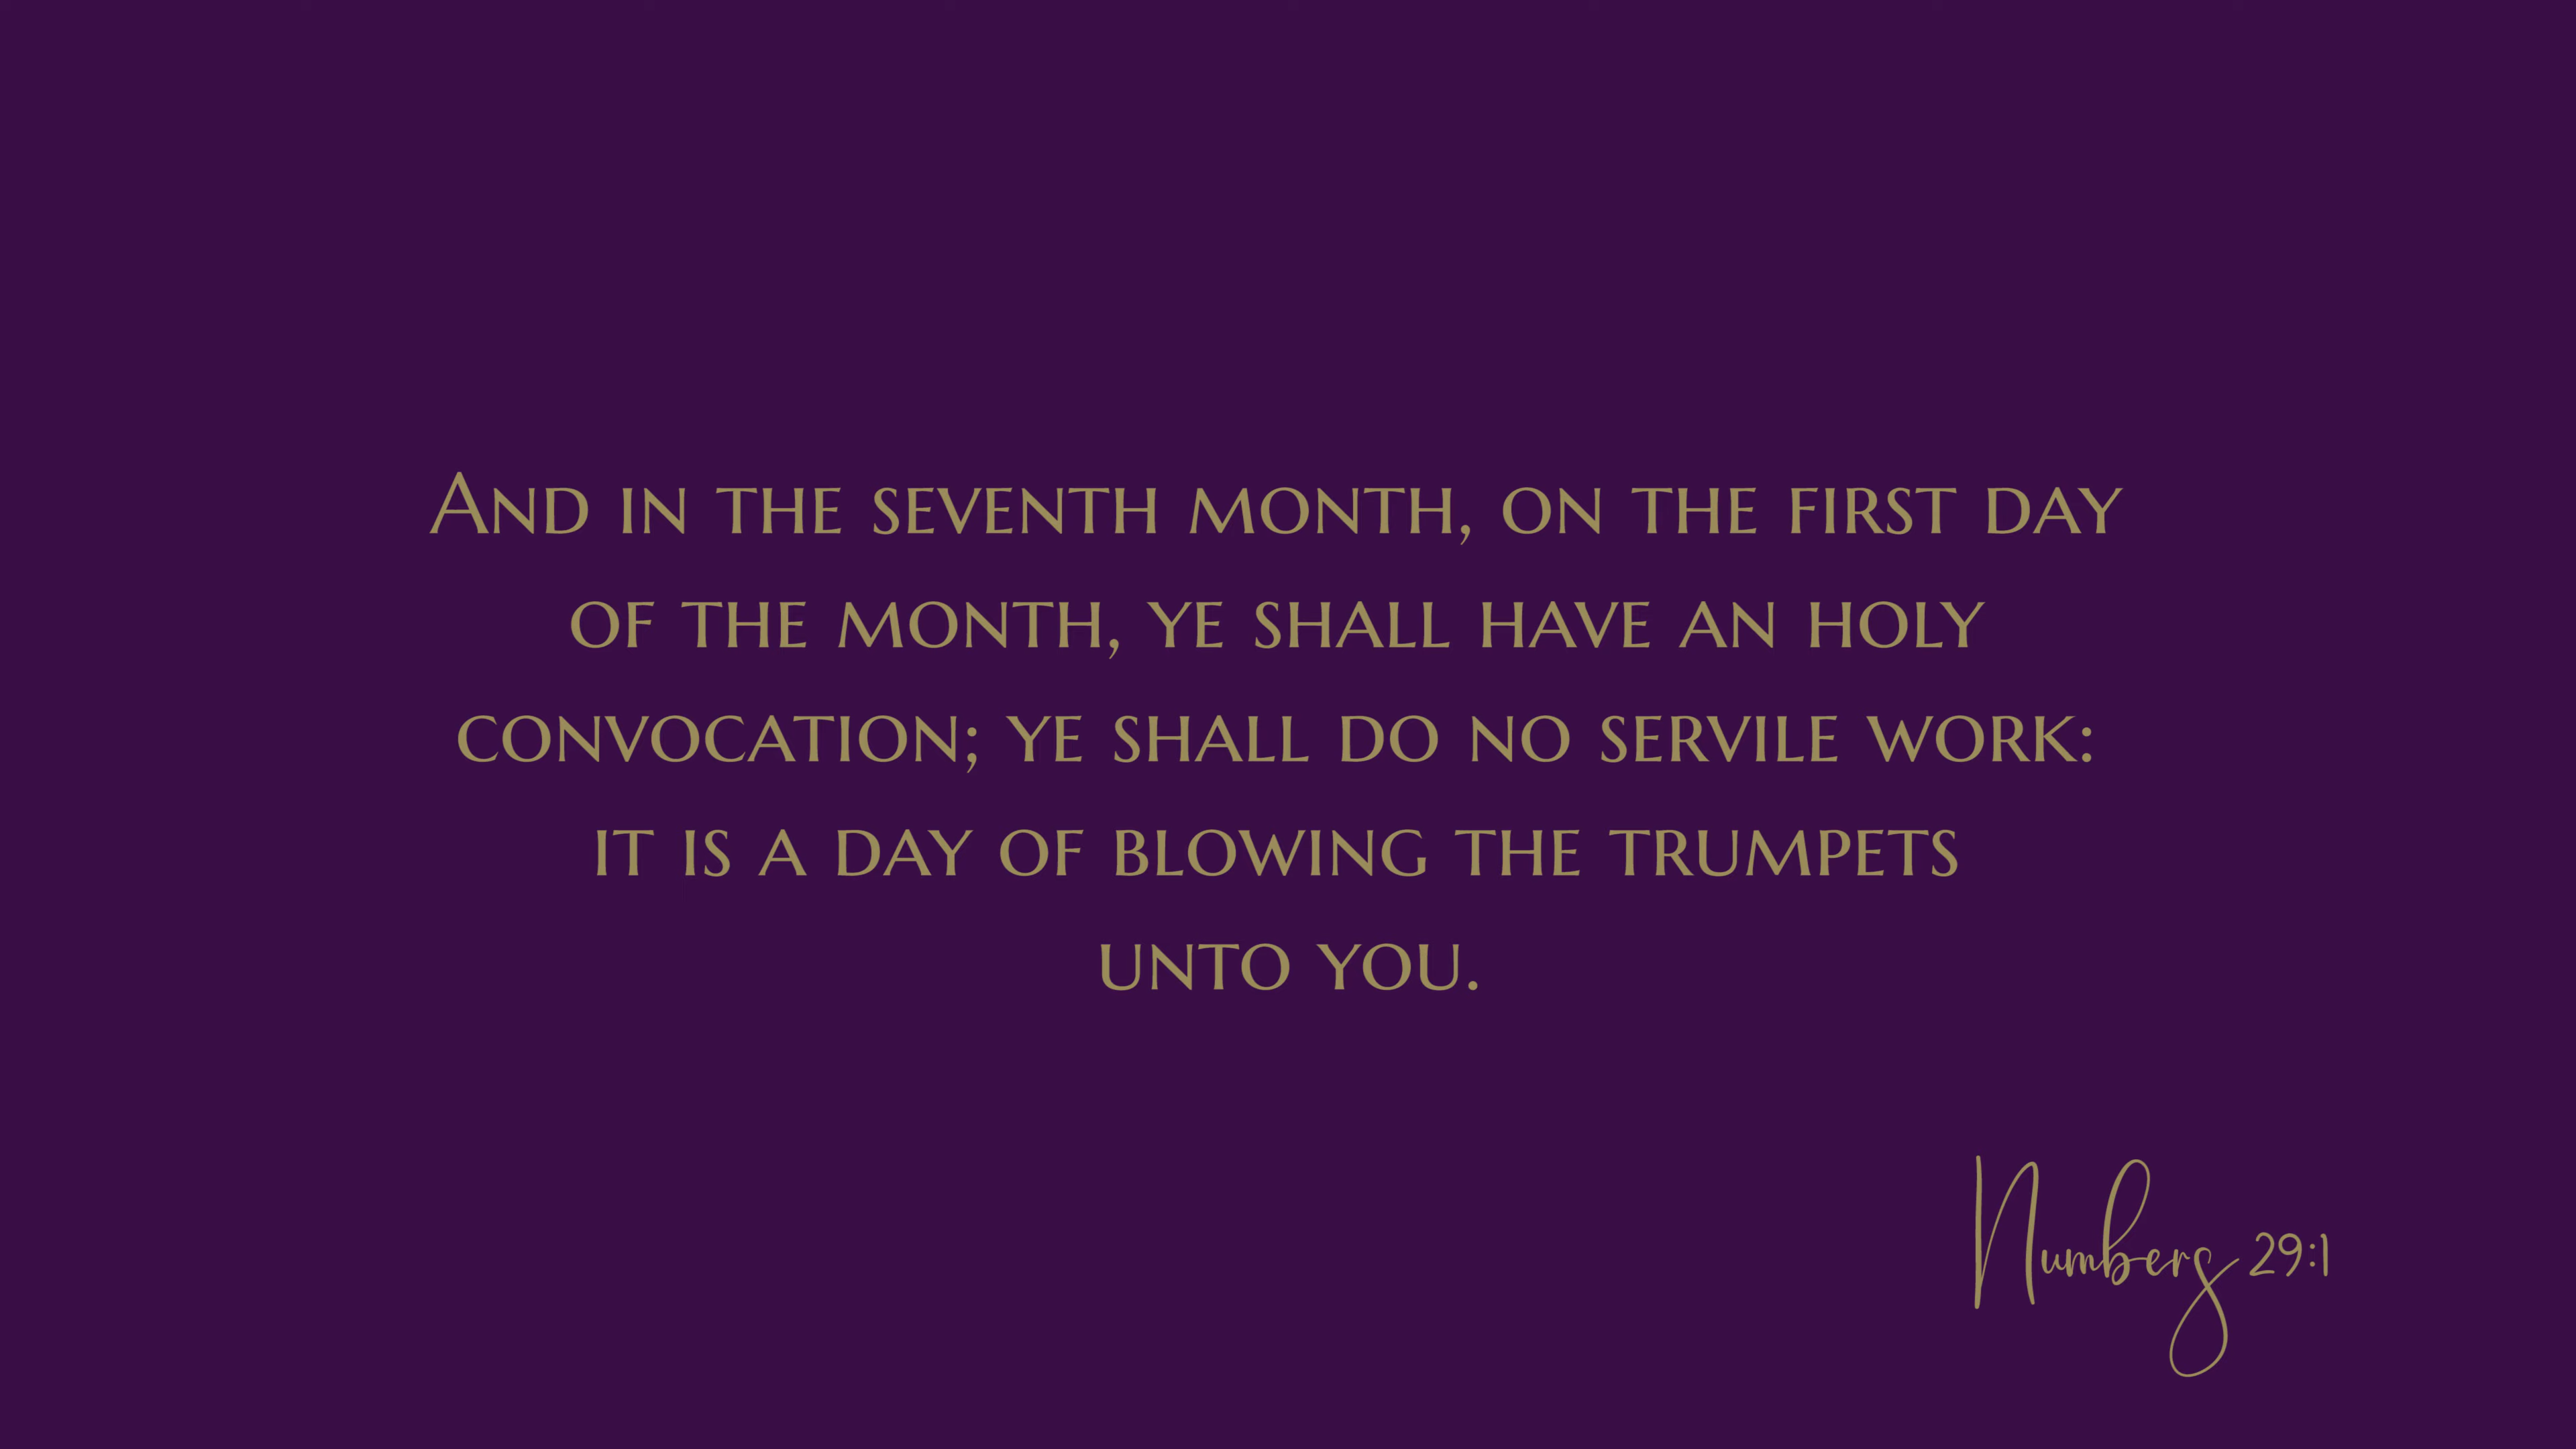 And in the seventh month, on the first day
of the month, ye shall have an holy
convocation; ye shall do no servile work:
it is a day of blowing the trumpets
unto you.
Numbers 29:1